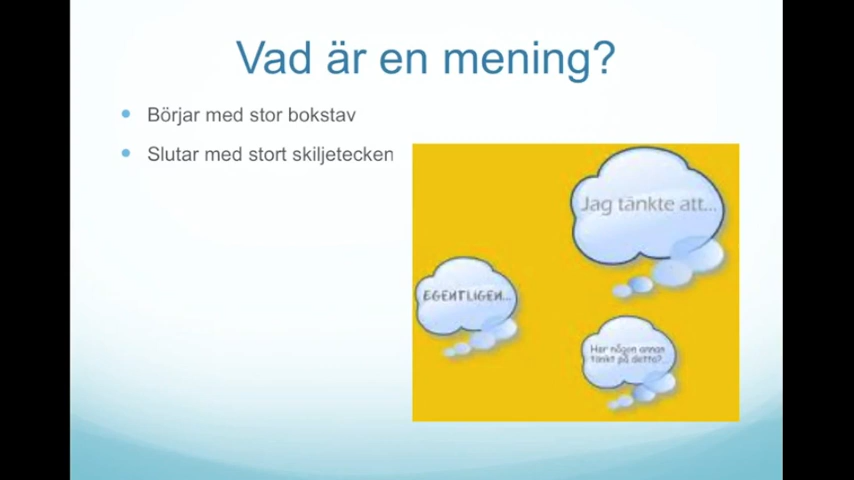 Vad är en mening?
Börjar med stor bokstav
Slutar med stort skiljetecken
Jag tänkte att...
EGENTLIGEN...
Har någon annan
tänkt på detta?..